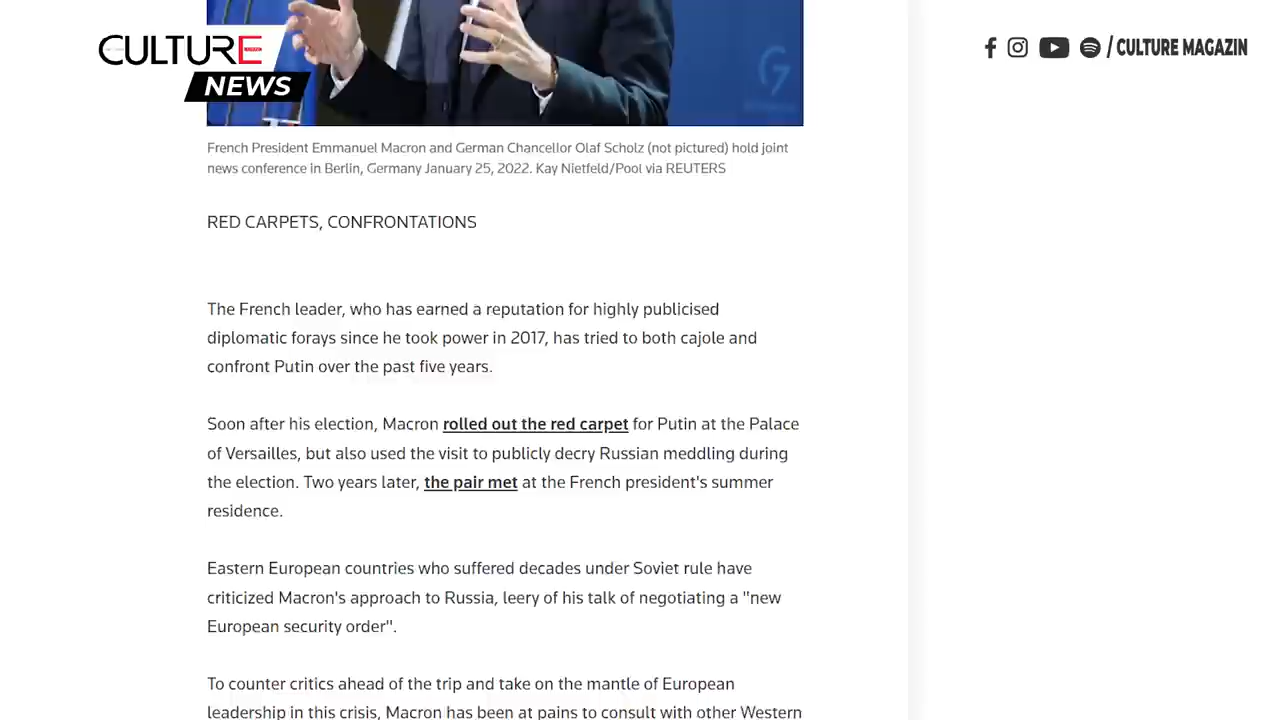 CULTURE
NEWS
/ CULTURE MAGAZIN
French President Emmanuel Macron and German Chancellor Olaf Scholz (not pictured) hold joint
news conference in Berlin, Germany January 25, 2022. Kay Nietfeld/Pool via REUTERS
RED CARPETS, CONFRONTATIONS
The French leader, who has earned a reputation for highly publicised
diplomatic forays since he took power in 2017, has tried to both cajole and
confront Putin over the past five years.
Soon after his election, Macron rolled out the red carpet for Putin at the Palace
of Versailles, but also used the visit to publicly decry Russian meddling during
the election. Two years later, the pair met at the French president's summer
residence.
Eastern European countries who suffered decades under Soviet rule have
criticized Macron's approach to Russia, leery of his talk of negotiating a "new
European security order".
To counter critics ahead of the trip and take on the mantle of European
leadership in this crisis, Macron has been at pains to consult with other Western